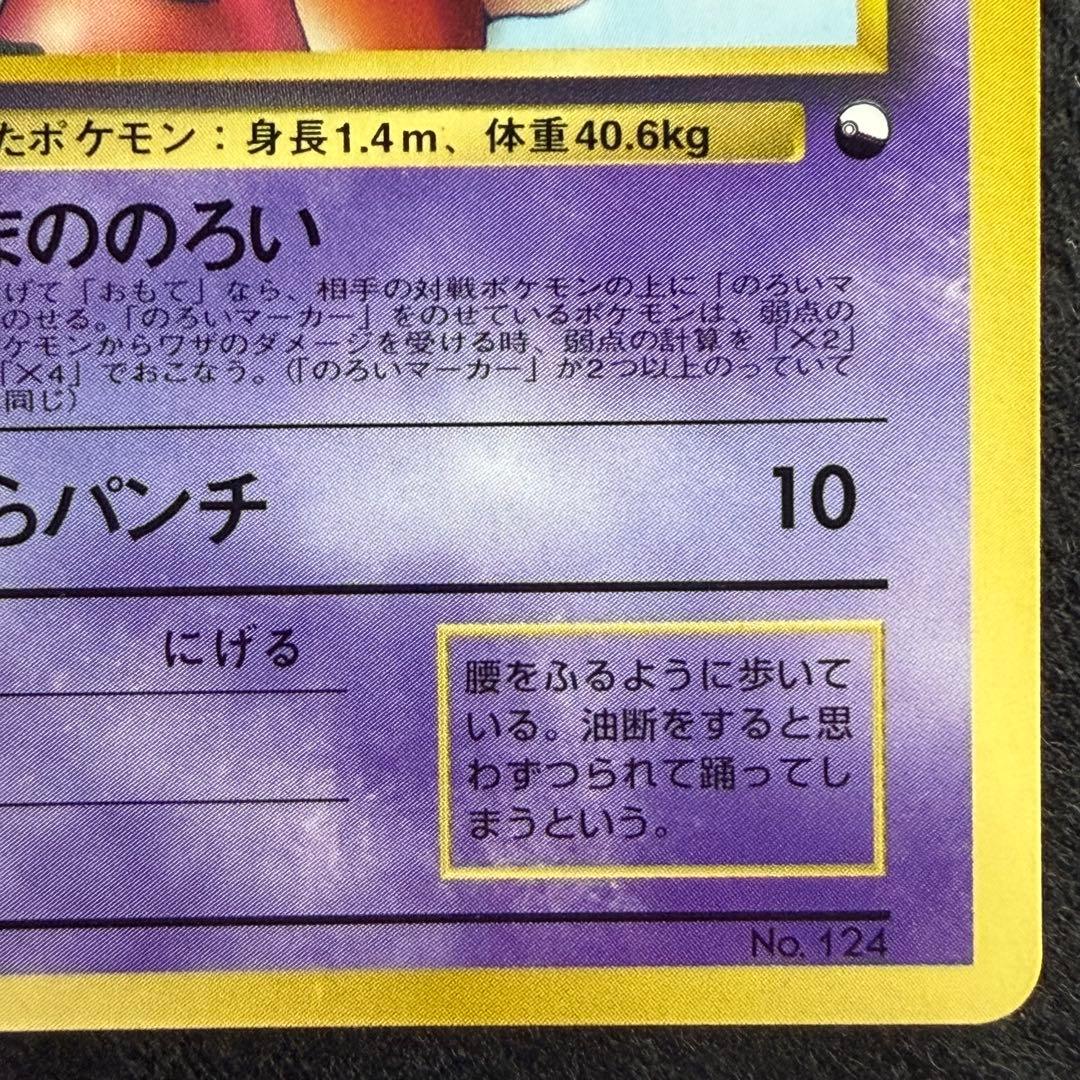 たポケモン：身長1.4m、体重40.6kg
まののろい
げて「おもて」なら、相手の対戦ポケモンの上に「のろいマ
のせる。「のろいマーカー」をのせているポケモンは、弱点の
ケモンからワザのダメージを受ける時、弱点の計算を「×2」
「×4」でおこなう。（「のろいマーカー」が2つ以上のっていて
同じ）
らパンチ 10
にげる
腰をふるように歩いて
いる。油断をすると思
わずつられて踊ってし
まうという。
No. 124